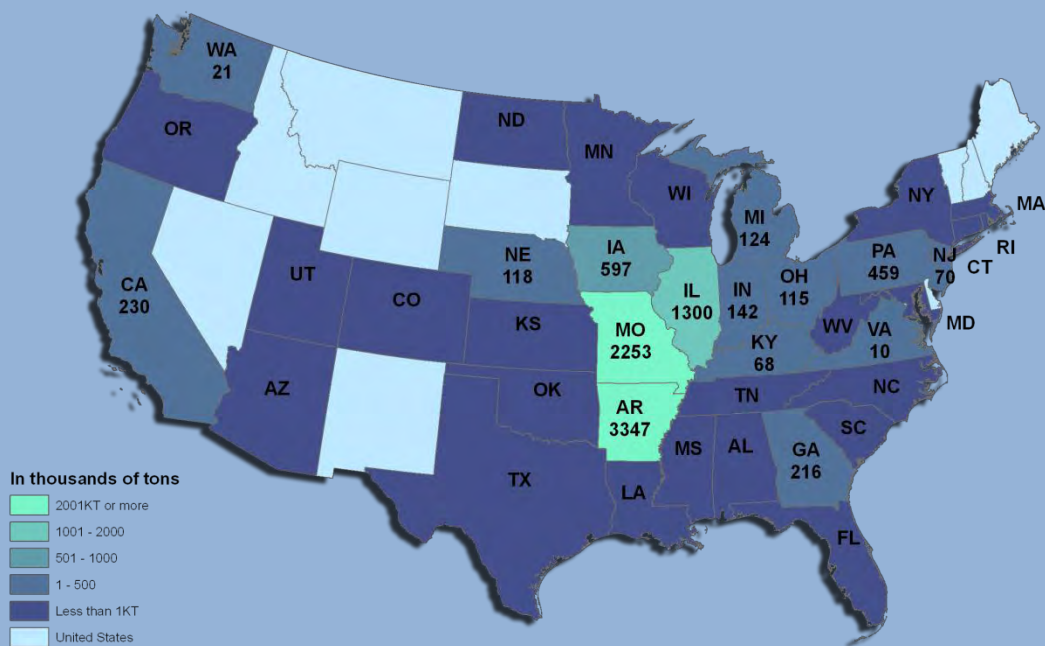 WA
21
OR
ND
MN
WI
NY
MA
RI
CT
MI
124
NE
118
IA
597
PA
459
NJ
70
OH
115
IN
142
IL
1300
CA
230
UT
CO
KS
MO
2253
KY
68
WV
VA
10
MD
AZ
OK
AR
3347
TN
NC
SC
MS
AL
GA
216
TX
LA
FL
In thousands of tons
2001KT or more
1001 - 2000
501 - 1000
1 - 500
Less than 1KT
United States